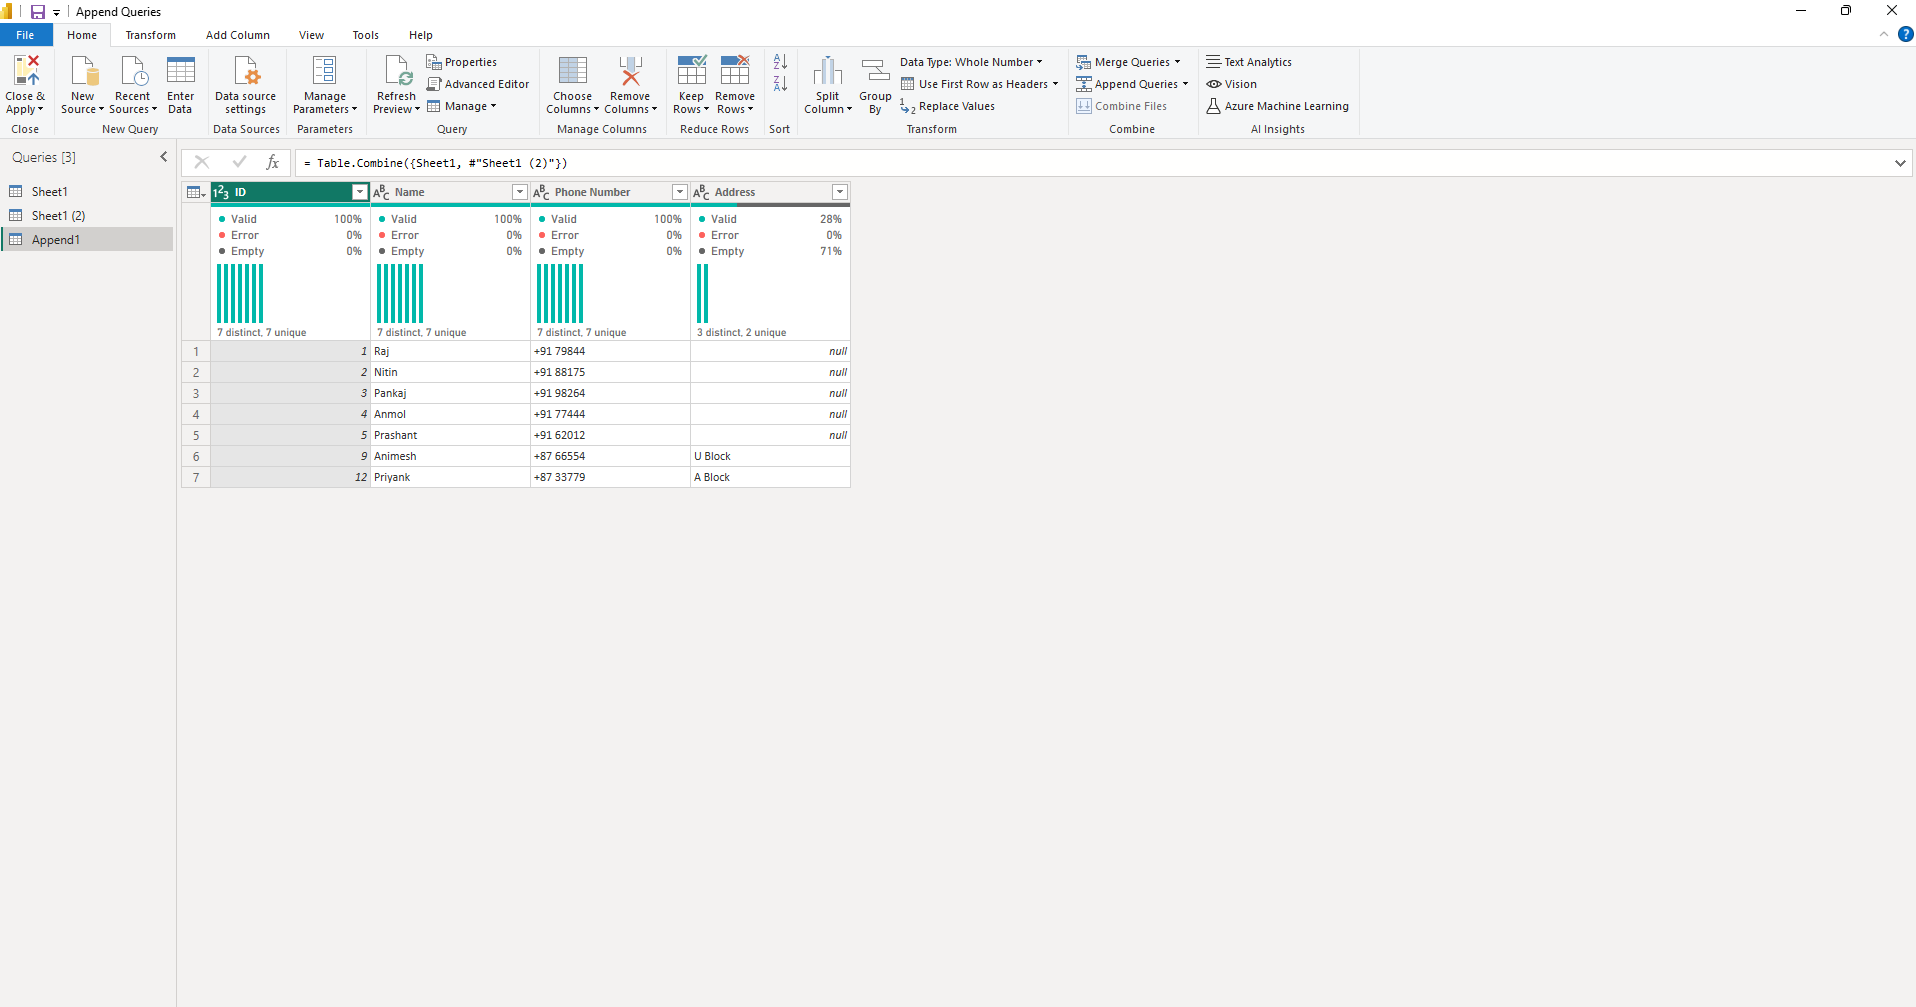 Append Queries
File Home Transform Add Column View Tools Help
Close & Apply
New Source
Recent Sources
Enter Data
Data source settings
Manage Parameters
Refresh Preview
Properties
Advanced Editor
Manage
Choose Columns
Remove Columns
Keep Rows
Remove Rows
Split Column
Group By
Data Type: Whole Number
Use First Row as Headers
Replace Values
Merge Queries
Append Queries
Combine Files
Text Analytics
Vision
Azure Machine Learning
Close New Query Data Sources Parameters Query Manage Columns Reduce Rows Sort Transform Combine AI Insights
Queries [3]
Sheet1
Sheet1 (2)
Append1
fx = Table.Combine({Sheet1, #"Sheet1 (2)"})
123 ID ABC Name ABC Phone Number ABC Address
Valid 100% Valid 100% Valid 100% Valid 28%
Error 0% Error 0% Error 0% Error 0%
Empty 0% Empty 0% Empty 0% Empty 71%
7 distinct, 7 unique 7 distinct, 7 unique 7 distinct, 7 unique 3 distinct, 2 unique
1 1 Raj +91 79844 null
2 2 Nitin +91 88175 null
3 3 Pankaj +91 98264 null
4 4 Anmol +91 77444 null
5 5 Prashant +91 62012 null
6 9 Animesh +87 66554 U Block
7 12 Priyank +87 33779 A Block